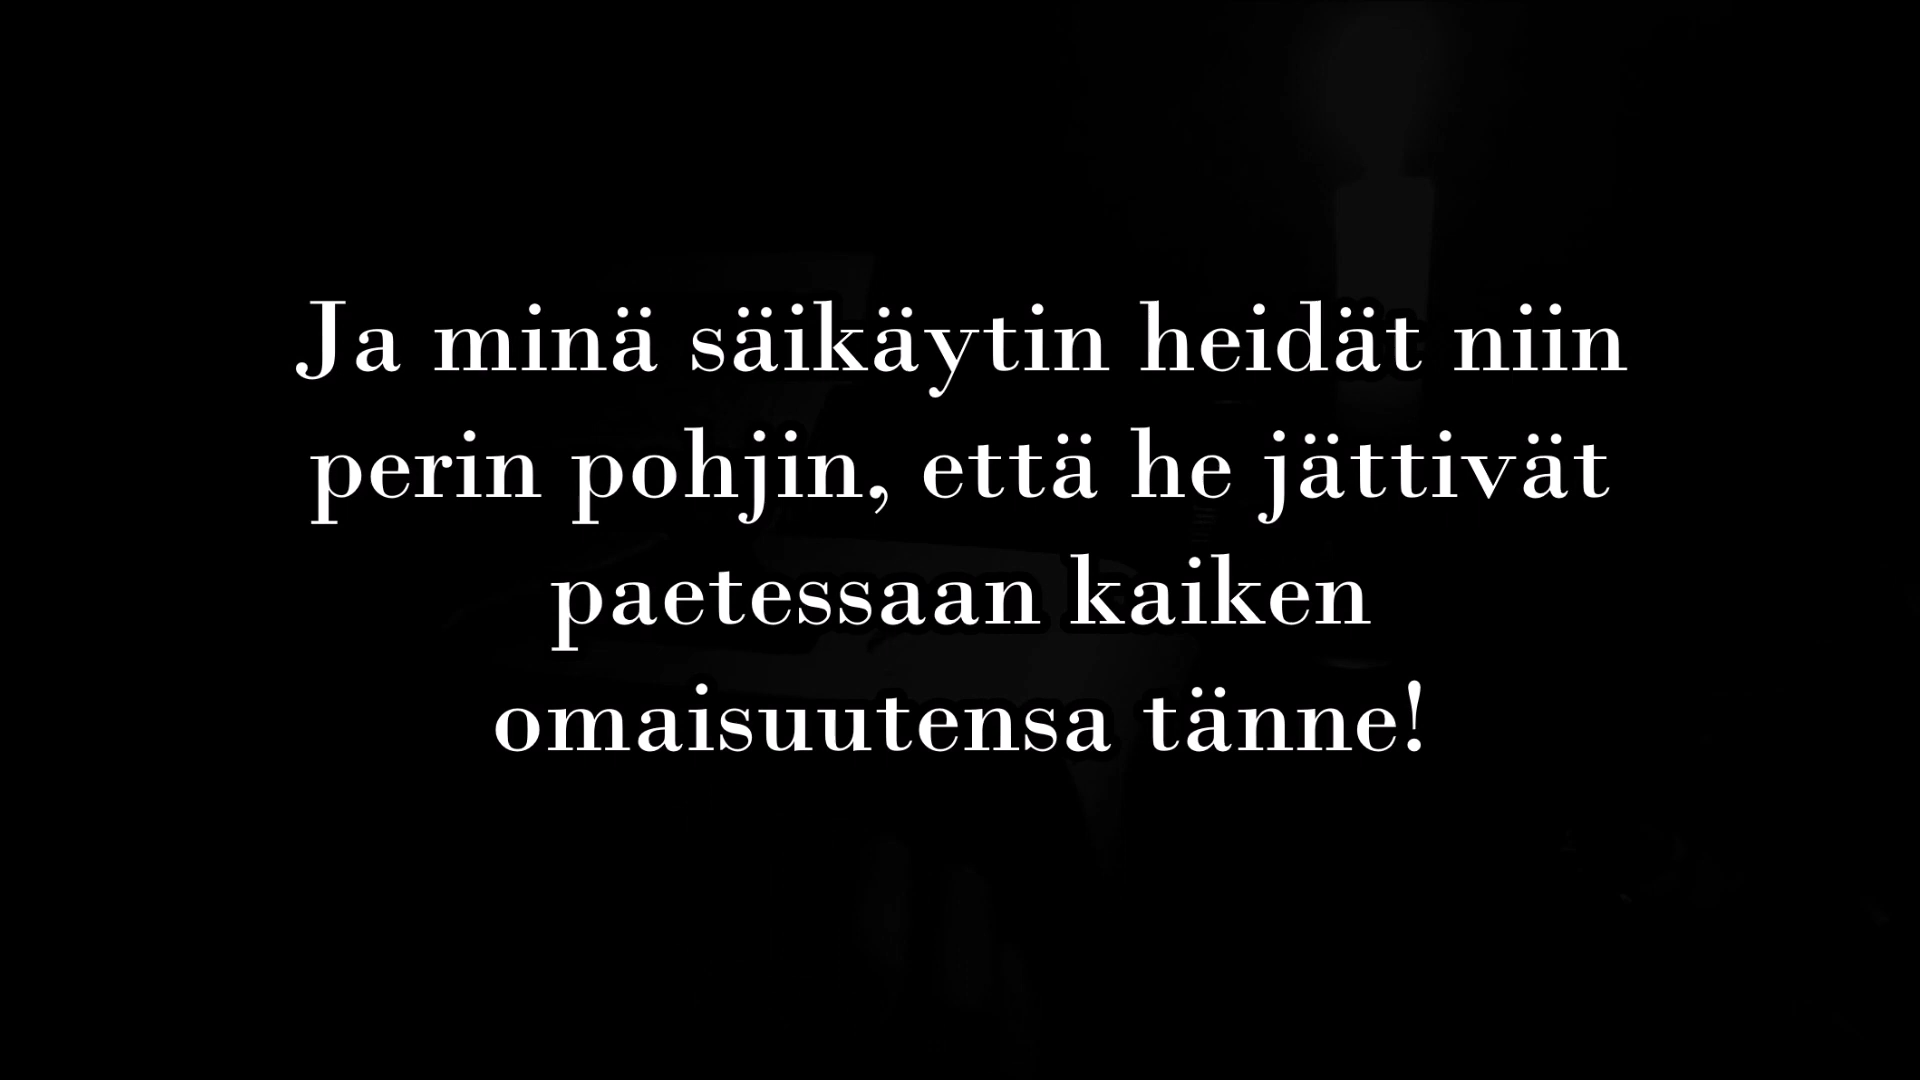 Ja minä säikäytin heidät niin
perin pohjin, että he jättivät
paetessaan kaiken
omaisuutensa tänne!